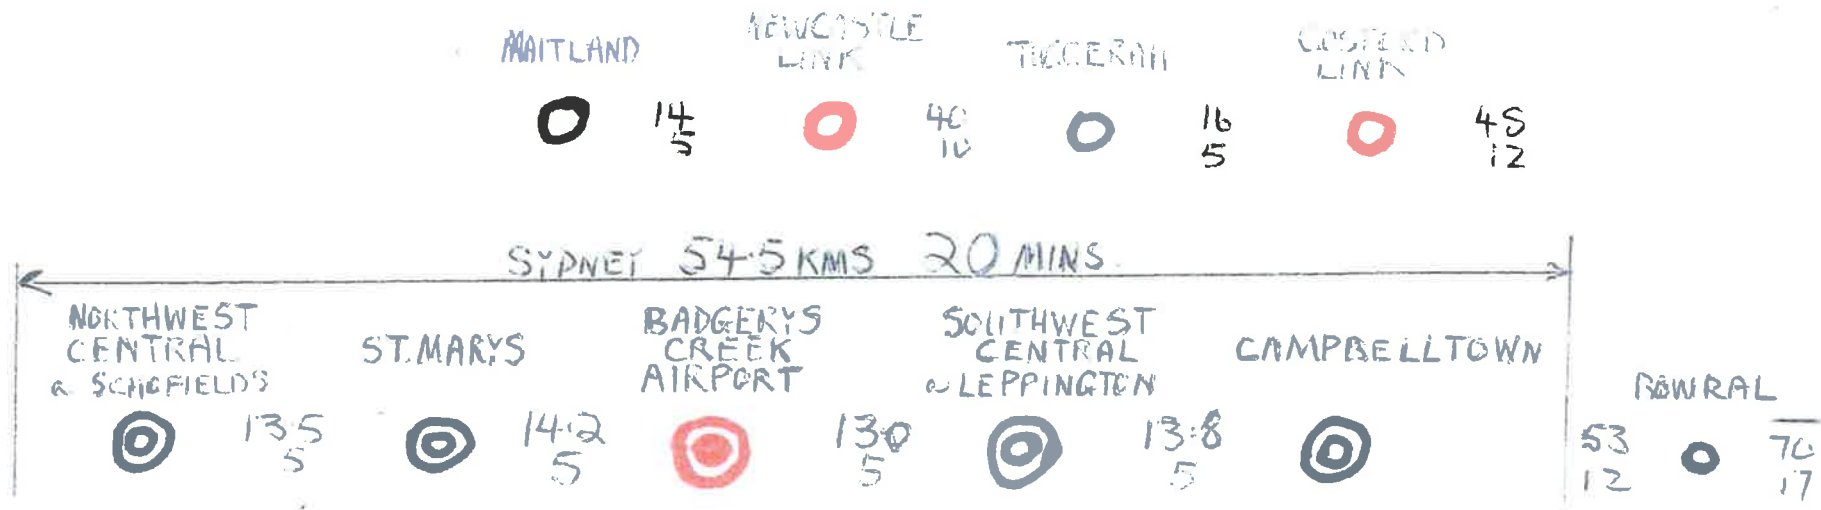 MAITLAND
NEWCASTLE
LINK
TUGGERAH
GOSFORD
LINK
14
5
40
10
16
5
45
12
SYDNEY 54.5 KMS 20 MINS.
NORTHWEST
CENTRAL
@ SCHOFIELDS
ST.MARYS
BADGERYS
CREEK
AIRPORT
SOUTHWEST
CENTRAL
@ LEPPINGTON
CAMPBELLTOWN
BOWRAL
13.5
5
14.2
5
13.0
5
13.8
5
53
12
70
17